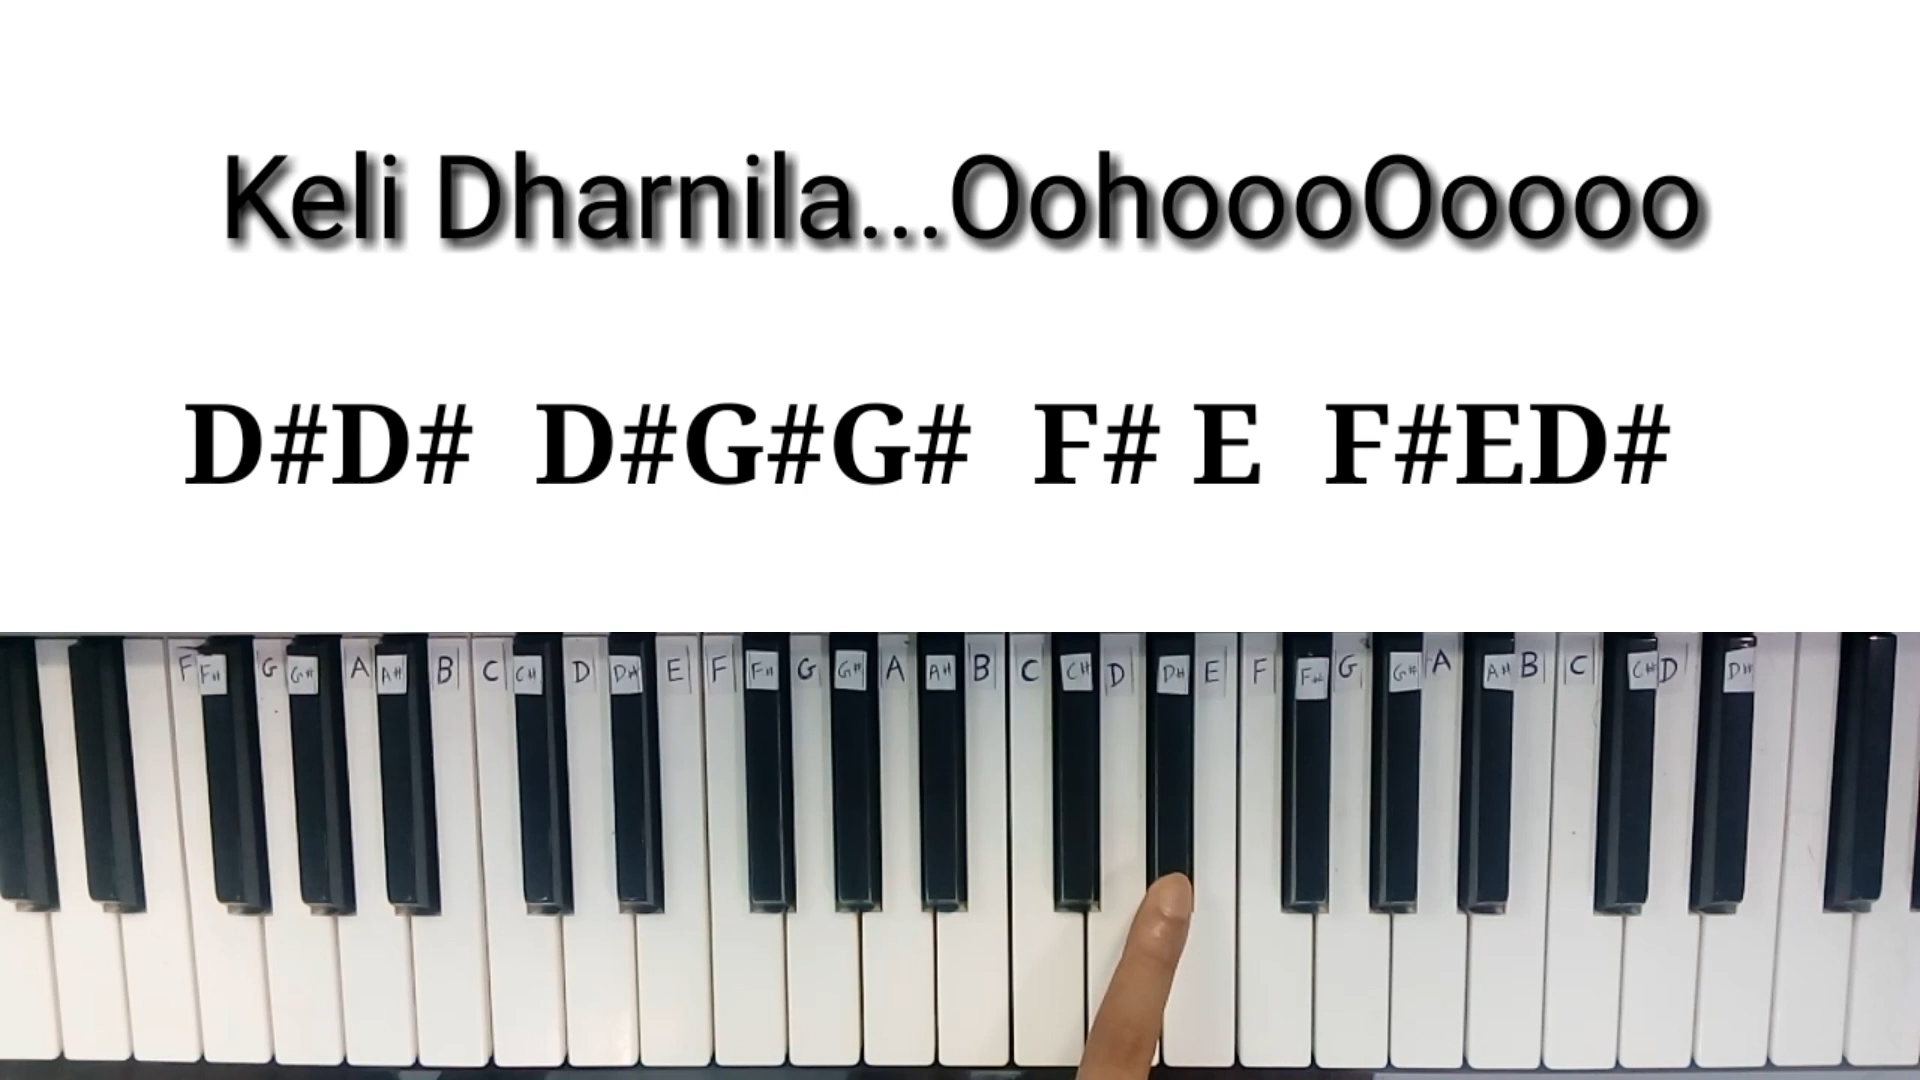 Keli Dharnila...OohoooOoooo
D#D# D#G#G# F# E F#ED#
F F# G G# A A# B C C# D D# E F F# G G# A A# B C C# D D# E F F# G G# A A# B C C# D D#